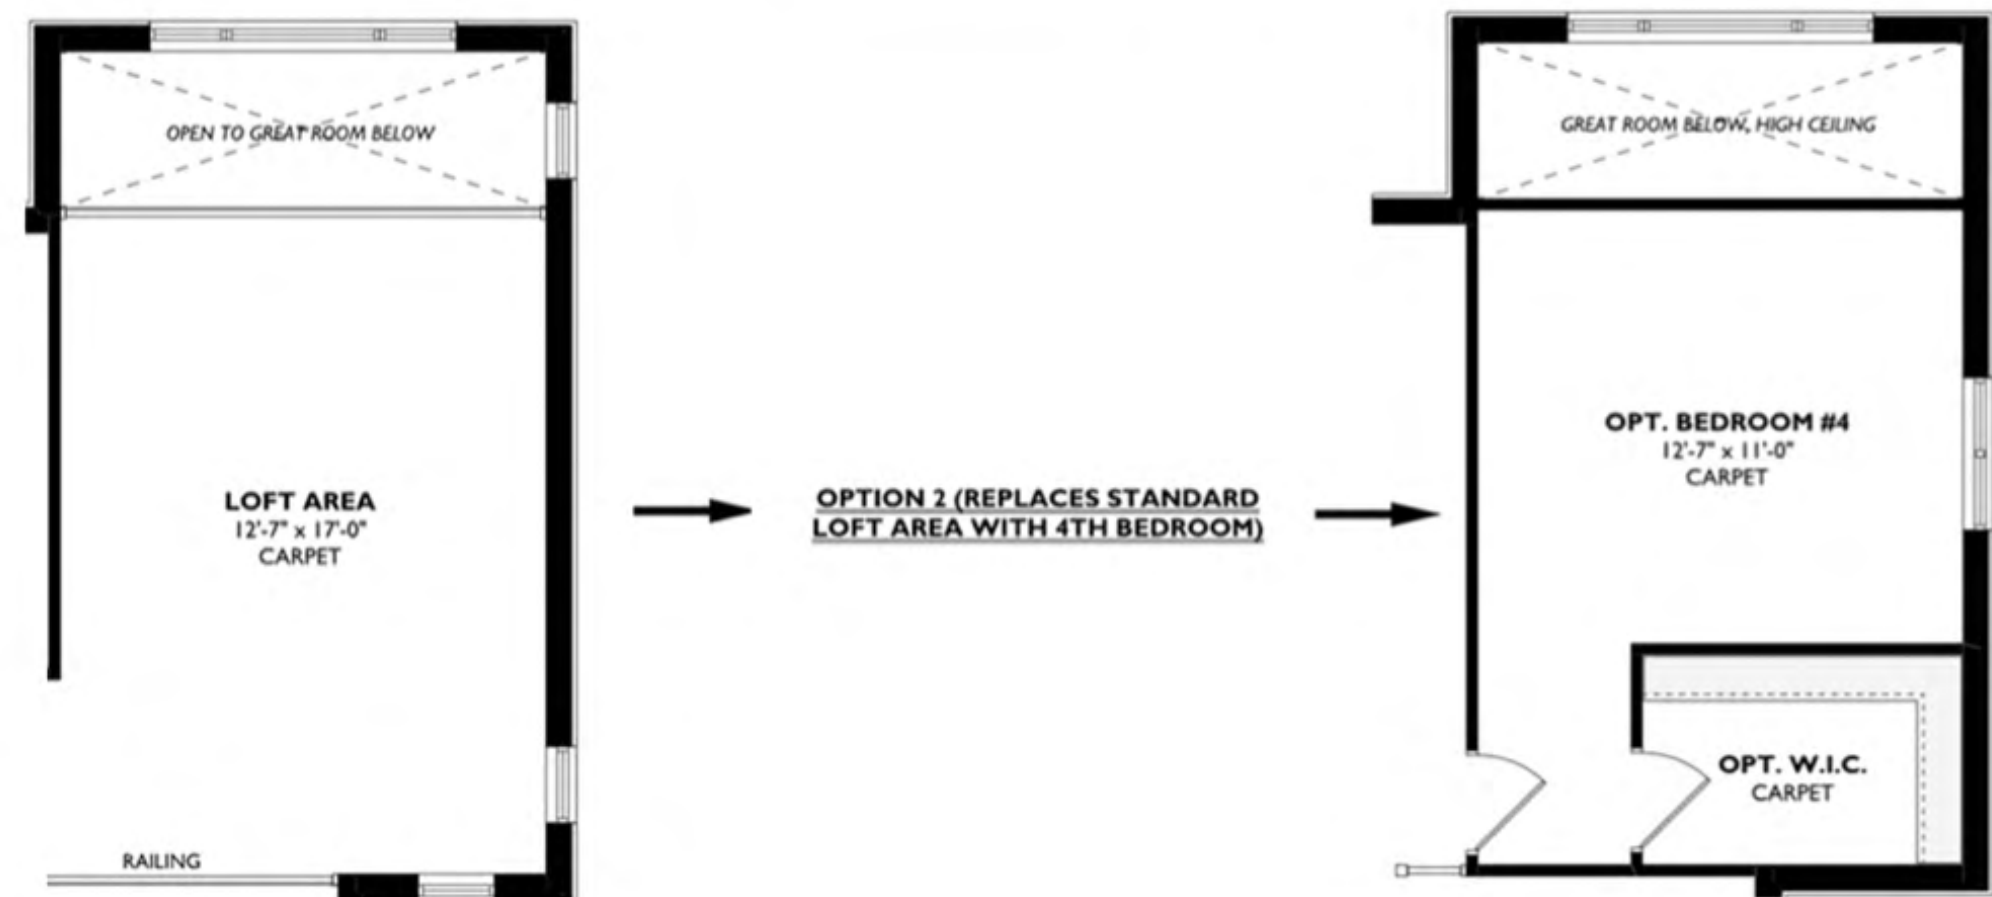 OPEN TO GREAT ROOM BELOW
LOFT AREA
12'-7" x 17'-0"
CARPET
RAILING
OPTION 2 (REPLACES STANDARD
LOFT AREA WITH 4TH BEDROOM)
GREAT ROOM BELOW, HIGH CEILING
OPT. BEDROOM #4
12'-7" x 11'-0"
CARPET
OPT. W.I.C.
CARPET